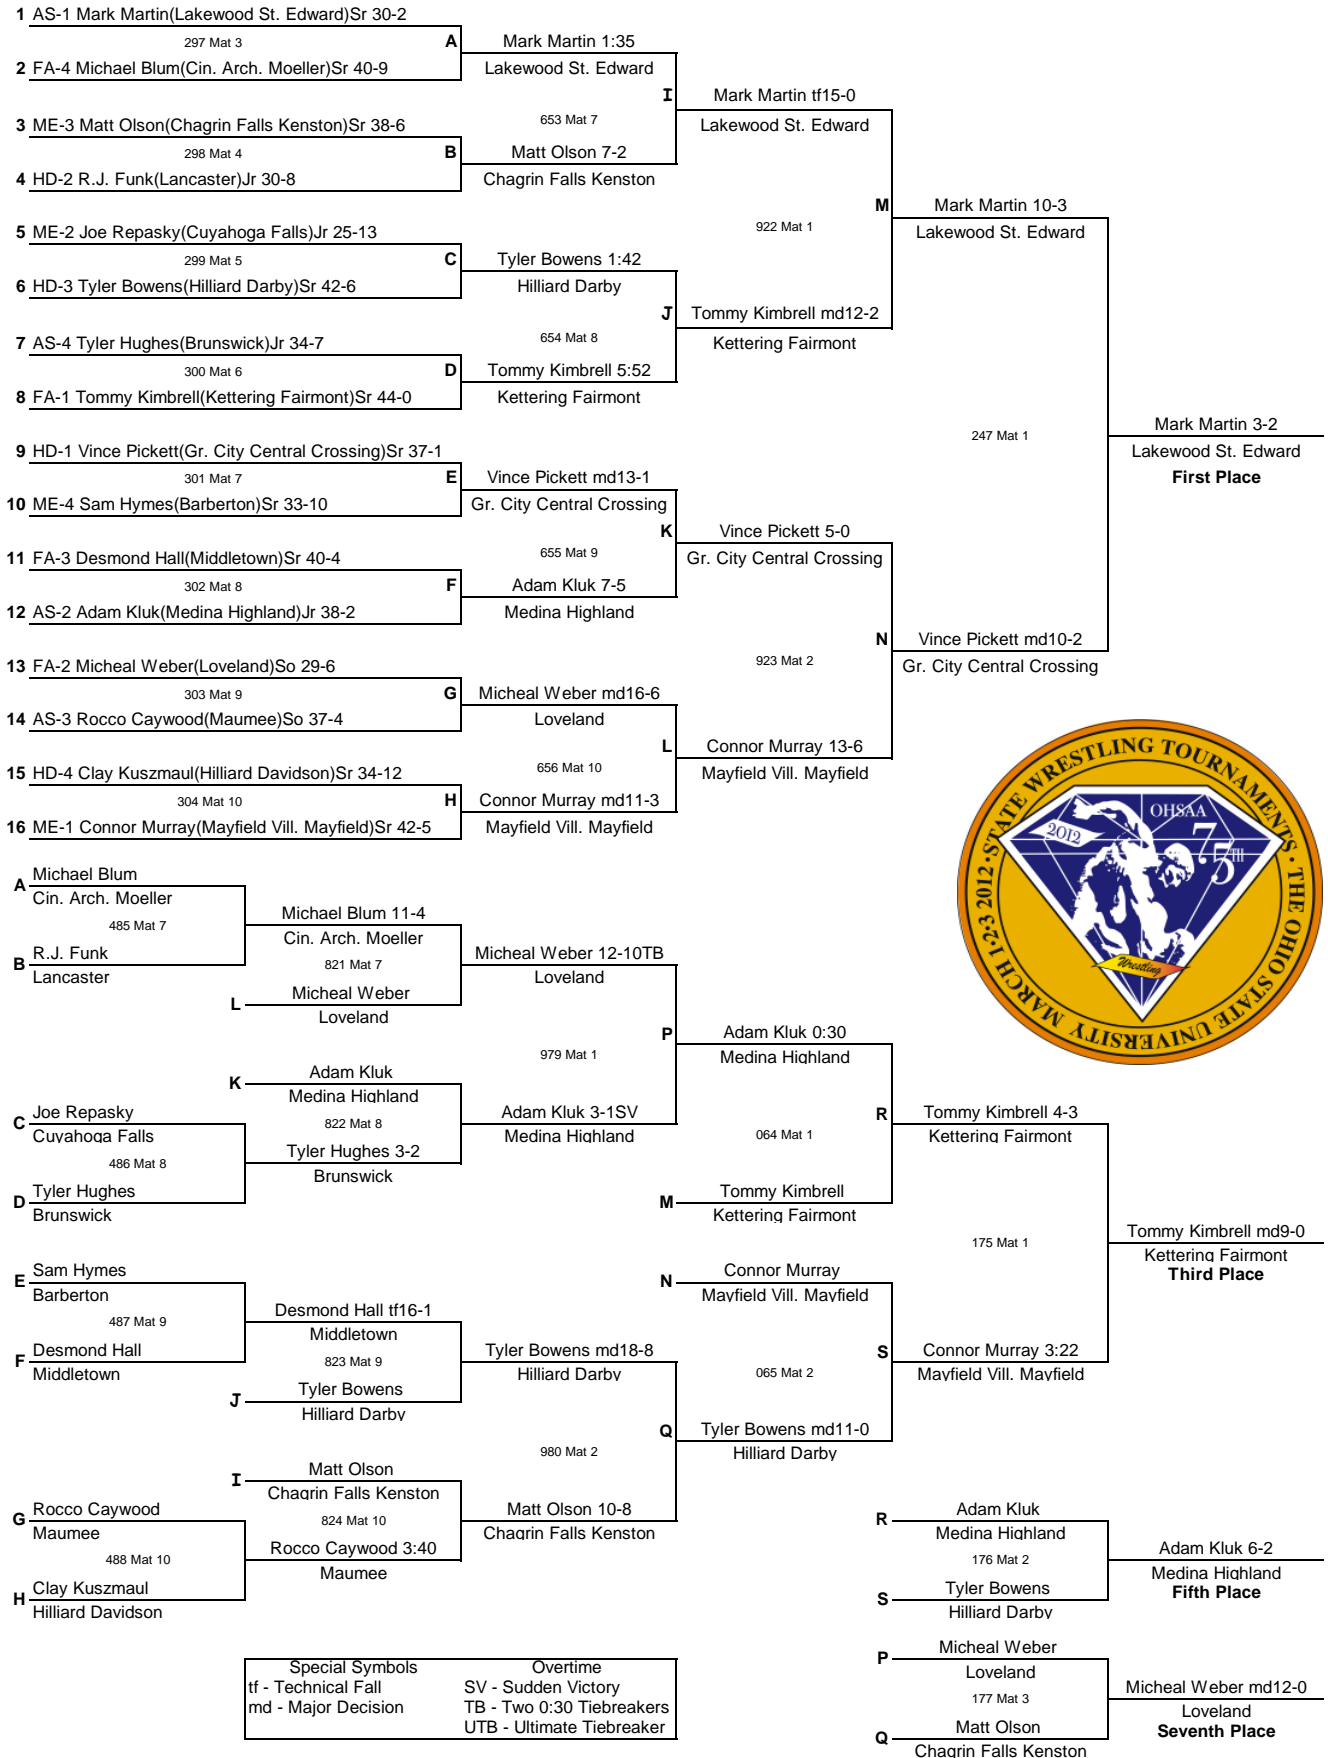 1 AS-1 Mark Martin(Lakewood St. Edward)Sr 30-2
297 Mat 3
A
2 FA-4 Michael Blum(Cin. Arch. Moeller)Sr 40-9
Mark Martin 1:35
Lakewood St. Edward
3 ME-3 Matt Olson(Chagrin Falls Kenston)Sr 38-6
298 Mat 4
B
4 HD-2 R.J. Funk(Lancaster)Jr 30-8
653 Mat 7
I
Matt Olson 7-2
Chagrin Falls Kenston
Mark Martin tf15-0
Lakewood St. Edward
5 ME-2 Joe Repasky(Cuyahoga Falls)Jr 25-13
299 Mat 5
C
6 HD-3 Tyler Bowens(Hilliard Darby)Sr 42-6
Tyler Bowens 1:42
Hilliard Darby
7 AS-4 Tyler Hughes(Brunswick)Jr 34-7
300 Mat 6
D
8 FA-1 Tommy Kimbrell(Kettering Fairmont)Sr 44-0
654 Mat 8
J
Tommy Kimbrell 5:52
Kettering Fairmont
Tommy Kimbrell md12-2
Kettering Fairmont
922 Mat 1
M
Mark Martin 10-3
Lakewood St. Edward
9 HD-1 Vince Pickett(Gr. City Central Crossing)Sr 37-1
301 Mat 7
E
10 ME-4 Sam Hymes(Barberton)Sr 33-10
Vince Pickett md13-1
Gr. City Central Crossing
11 FA-3 Desmond Hall(Middletown)Sr 40-4
302 Mat 8
F
12 AS-2 Adam Kluk(Medina Highland)Jr 38-2
655 Mat 9
K
Adam Kluk 7-5
Medina Highland
Vince Pickett 5-0
Gr. City Central Crossing
13 FA-2 Micheal Weber(Loveland)So 29-6
303 Mat 9
G
14 AS-3 Rocco Caywood(Maumee)So 37-4
Micheal Weber md16-6
Loveland
15 HD-4 Clay Kuszmaul(Hilliard Davidson)Sr 34-12
304 Mat 10
H
16 ME-1 Connor Murray(Mayfield Vill. Mayfield)Sr 42-5
656 Mat 10
L
Connor Murray md11-3
Mayfield Vill. Mayfield
Connor Murray 13-6
Mayfield Vill. Mayfield
923 Mat 2
N
Vince Pickett md10-2
Gr. City Central Crossing
247 Mat 1
Mark Martin 3-2
Lakewood St. Edward
First Place
STATE WRESTLING TOURNAMENTS · THE OHIO STATE UNIVERSITY MARCH 1-2-3 2012 ·
OHSAA
2012
75TH
Wrestling
A
Michael Blum
Cin. Arch. Moeller
485 Mat 7
B
R.J. Funk
Lancaster
Michael Blum 11-4
Cin. Arch. Moeller
821 Mat 7
L
Micheal Weber
Loveland
Micheal Weber 12-10TB
Loveland
K
Adam Kluk
Medina Highland
822 Mat 8
C
Joe Repasky
Cuyahoga Falls
486 Mat 8
D
Tyler Hughes
Brunswick
Tyler Hughes 3-2
Brunswick
979 Mat 1
P
Adam Kluk 3-1SV
Medina Highland
Adam Kluk 0:30
Medina Highland
064 Mat 1
R
M
Tommy Kimbrell
Kettering Fairmont
Tommy Kimbrell 4-3
Kettering Fairmont
E
Sam Hymes
Barberton
487 Mat 9
F
Desmond Hall
Middletown
Desmond Hall tf16-1
Middletown
823 Mat 9
J
Tyler Bowens
Hilliard Darby
Tyler Bowens md18-8
Hilliard Darby
I
Matt Olson
Chagrin Falls Kenston
824 Mat 10
G
Rocco Caywood
Maumee
488 Mat 10
H
Clay Kuszmaul
Hilliard Davidson
Rocco Caywood 3:40
Maumee
980 Mat 2
Q
Matt Olson 10-8
Chagrin Falls Kenston
N
Connor Murray
Mayfield Vill. Mayfield
065 Mat 2
S
Tyler Bowens md11-0
Hilliard Darby
Connor Murray 3:22
Mayfield Vill. Mayfield
175 Mat 1
Tommy Kimbrell md9-0
Kettering Fairmont
Third Place
R
Adam Kluk
Medina Highland
176 Mat 2
S
Tyler Bowens
Hilliard Darby
Adam Kluk 6-2
Medina Highland
Fifth Place
P
Micheal Weber
Loveland
177 Mat 3
Q
Matt Olson
Chagrin Falls Kenston
Micheal Weber md12-0
Loveland
Seventh Place
Special Symbols
tf - Technical Fall
md - Major Decision
Overtime
SV - Sudden Victory
TB - Two 0:30 Tiebreakers
UTB - Ultimate Tiebreaker